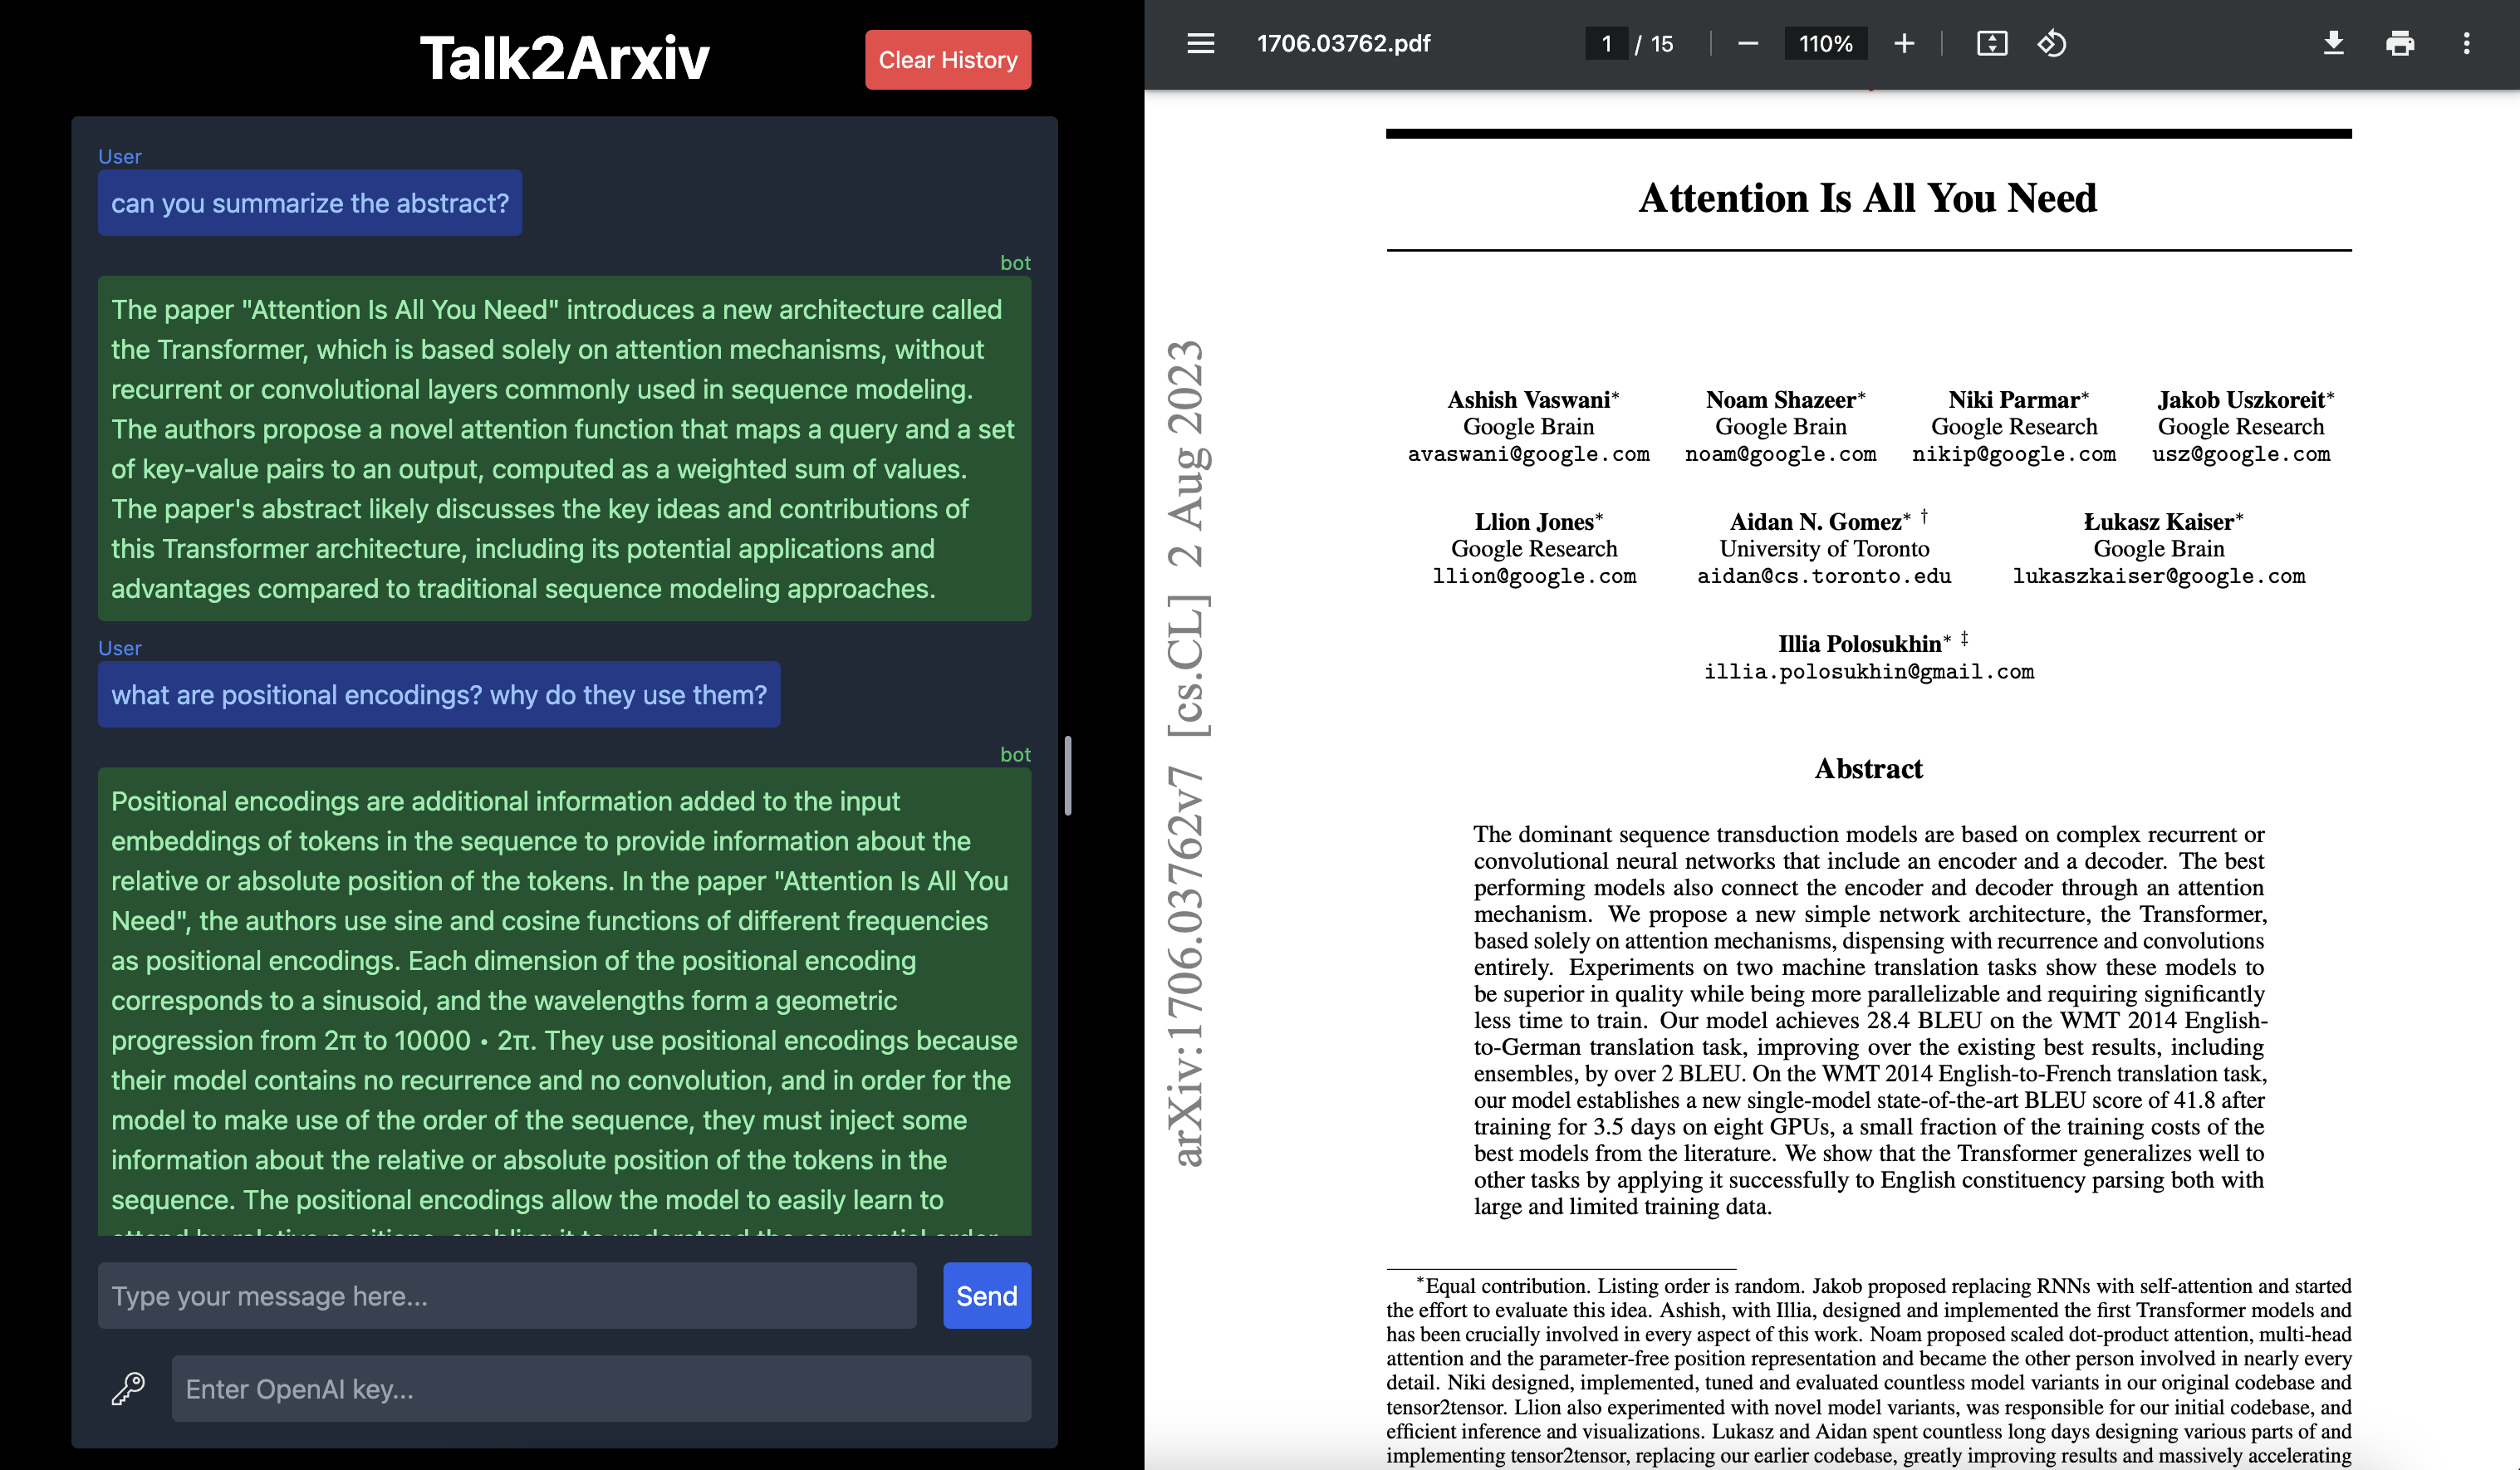 Talk2Arxiv
Clear History
User
can you summarize the abstract?
bot
The paper "Attention Is All You Need" introduces a new architecture called
the Transformer, which is based solely on attention mechanisms, without
recurrent or convolutional layers commonly used in sequence modeling.
The authors propose a novel attention function that maps a query and a set
of key-value pairs to an output, computed as a weighted sum of values.
The paper's abstract likely discusses the key ideas and contributions of
this Transformer architecture, including its potential applications and
advantages compared to traditional sequence modeling approaches.
User
what are positional encodings? why do they use them?
bot
Positional encodings are additional information added to the input
embeddings of tokens in the sequence to provide information about the
relative or absolute position of the tokens. In the paper "Attention Is All You
Need", the authors use sine and cosine functions of different frequencies
as positional encodings. Each dimension of the positional encoding
corresponds to a sinusoid, and the wavelengths form a geometric
progression from 2π to 10000 • 2π. They use positional encodings because
their model contains no recurrence and no convolution, and in order for the
model to make use of the order of the sequence, they must inject some
information about the relative or absolute position of the tokens in the
sequence. The positional encodings allow the model to easily learn to
attend by relative positions, enabling it to understand the sequential order
Type your message here...
Send
Enter OpenAI key...
1706.03762.pdf
1 / 15
110%
arXiv:1706.03762v7 [cs.CL] 2 Aug 2023
Attention Is All You Need
Ashish Vaswani* Noam Shazeer* Niki Parmar* Jakob Uszkoreit*
Google Brain Google Brain Google Research Google Research
avaswani@google.com noam@google.com nikip@google.com usz@google.com
Llion Jones* Aidan N. Gomez* † Łukasz Kaiser*
Google Research University of Toronto Google Brain
llion@google.com aidan@cs.toronto.edu lukaszkaiser@google.com
Illia Polosukhin* ‡
illia.polosukhin@gmail.com
Abstract
The dominant sequence transduction models are based on complex recurrent or
convolutional neural networks that include an encoder and a decoder. The best
performing models also connect the encoder and decoder through an attention
mechanism. We propose a new simple network architecture, the Transformer,
based solely on attention mechanisms, dispensing with recurrence and convolutions
entirely. Experiments on two machine translation tasks show these models to
be superior in quality while being more parallelizable and requiring significantly
less time to train. Our model achieves 28.4 BLEU on the WMT 2014 English-
to-German translation task, improving over the existing best results, including
ensembles, by over 2 BLEU. On the WMT 2014 English-to-French translation task,
our model establishes a new single-model state-of-the-art BLEU score of 41.8 after
training for 3.5 days on eight GPUs, a small fraction of the training costs of the
best models from the literature. We show that the Transformer generalizes well to
other tasks by applying it successfully to English constituency parsing both with
large and limited training data.
*Equal contribution. Listing order is random. Jakob proposed replacing RNNs with self-attention and started
the effort to evaluate this idea. Ashish, with Illia, designed and implemented the first Transformer models and
has been crucially involved in every aspect of this work. Noam proposed scaled dot-product attention, multi-head
attention and the parameter-free position representation and became the other person involved in nearly every
detail. Niki designed, implemented, tuned and evaluated countless model variants in our original codebase and
tensor2tensor. Llion also experimented with novel model variants, was responsible for our initial codebase, and
efficient inference and visualizations. Lukasz and Aidan spent countless long days designing various parts of and
implementing tensor2tensor, replacing our earlier codebase, greatly improving results and massively accelerating